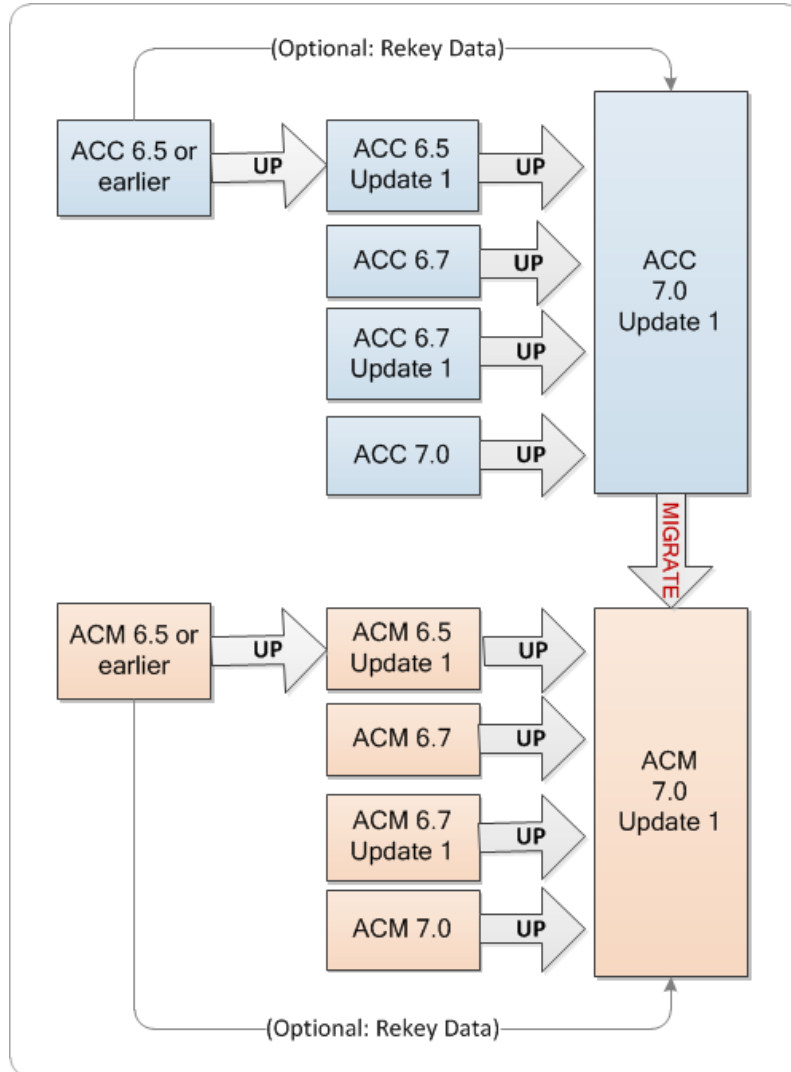 (Optional: Rekey Data)
ACC 6.5 or
earlier
UP
ACC 6.5
Update 1
UP
ACC 6.7
UP
ACC 6.7
Update 1
UP
ACC 7.0
UP
ACC
7.0
Update 1
MIGRATE
ACM 6.5 or
earlier
UP
ACM 6.5
Update 1
UP
ACM 6.7
UP
ACM 6.7
Update 1
UP
ACM 7.0
UP
ACM
7.0
Update 1
(Optional: Rekey Data)